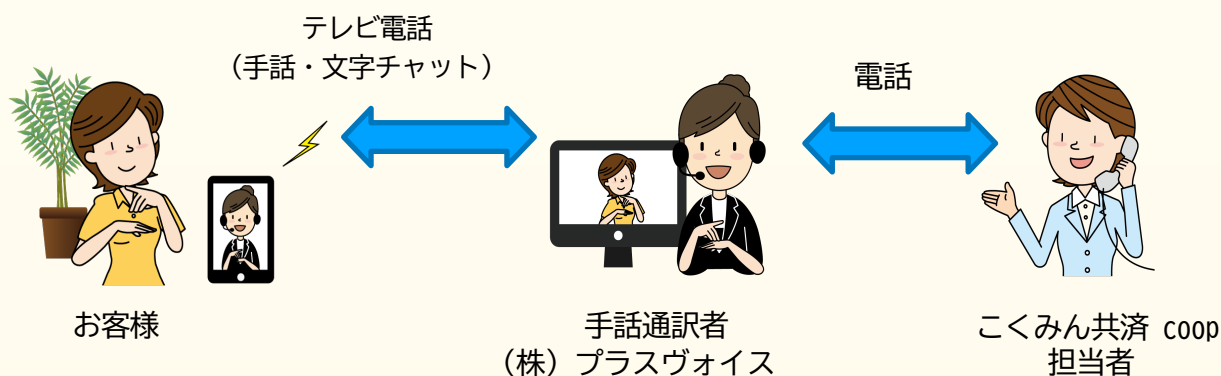 テレビ電話
（手話・文字チャット）
電話
お客様
手話通訳者
（株）プラスヴォイス
こくみん共済 coop
担当者